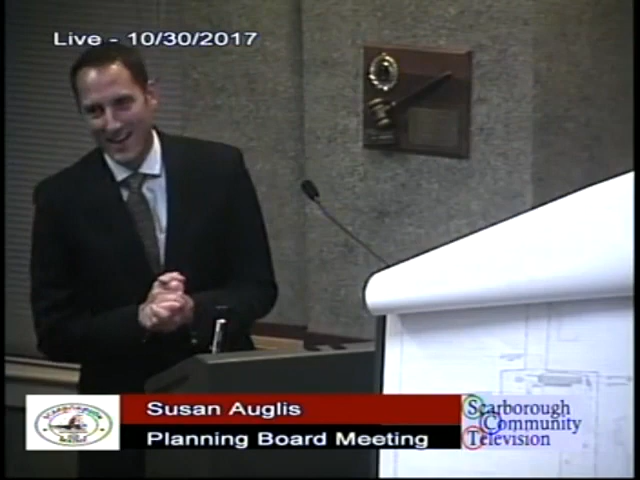 Live - 10/30/2017
Susan Auglis
Planning Board Meeting
Scarborough
Community
Television